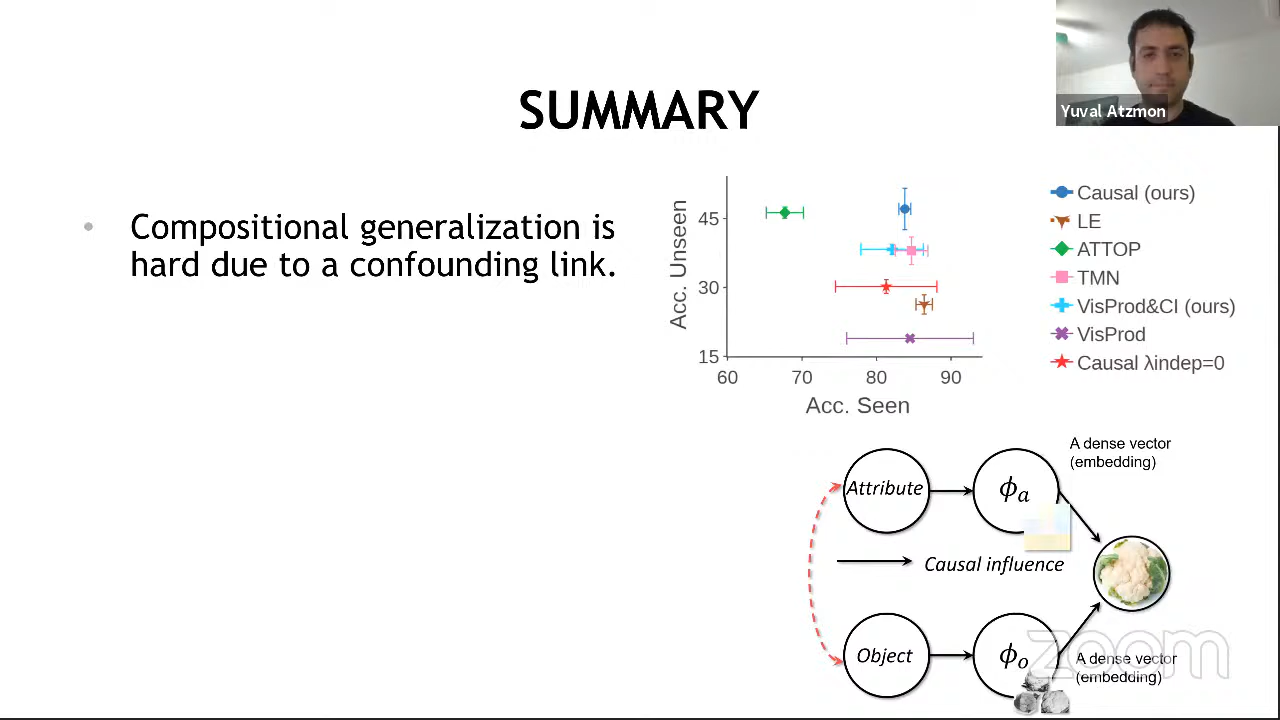 Yuval Atzmon
SUMMARY
• Compositional generalization is
hard due to a confounding link.
Acc. Unseen
45
30
15
60 70 80 90
Acc. Seen
Causal (ours)
LE
ATTOP
TMN
VisProd&CI (ours)
VisProd
Causal λindep=0
A dense vector
(embedding)
Attribute
ϕa
Causal influence
Object
ϕo
zoom
A dense vector
(embedding)